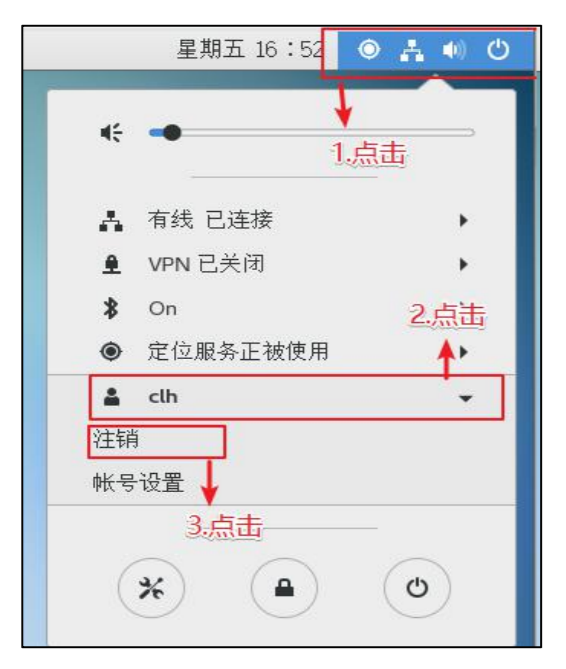 星期五 16：52
1.点击
有线 已连接
VPN 已关闭
On
2.点击
定位服务正被使用
clh
注销
帐号设置
3.点击